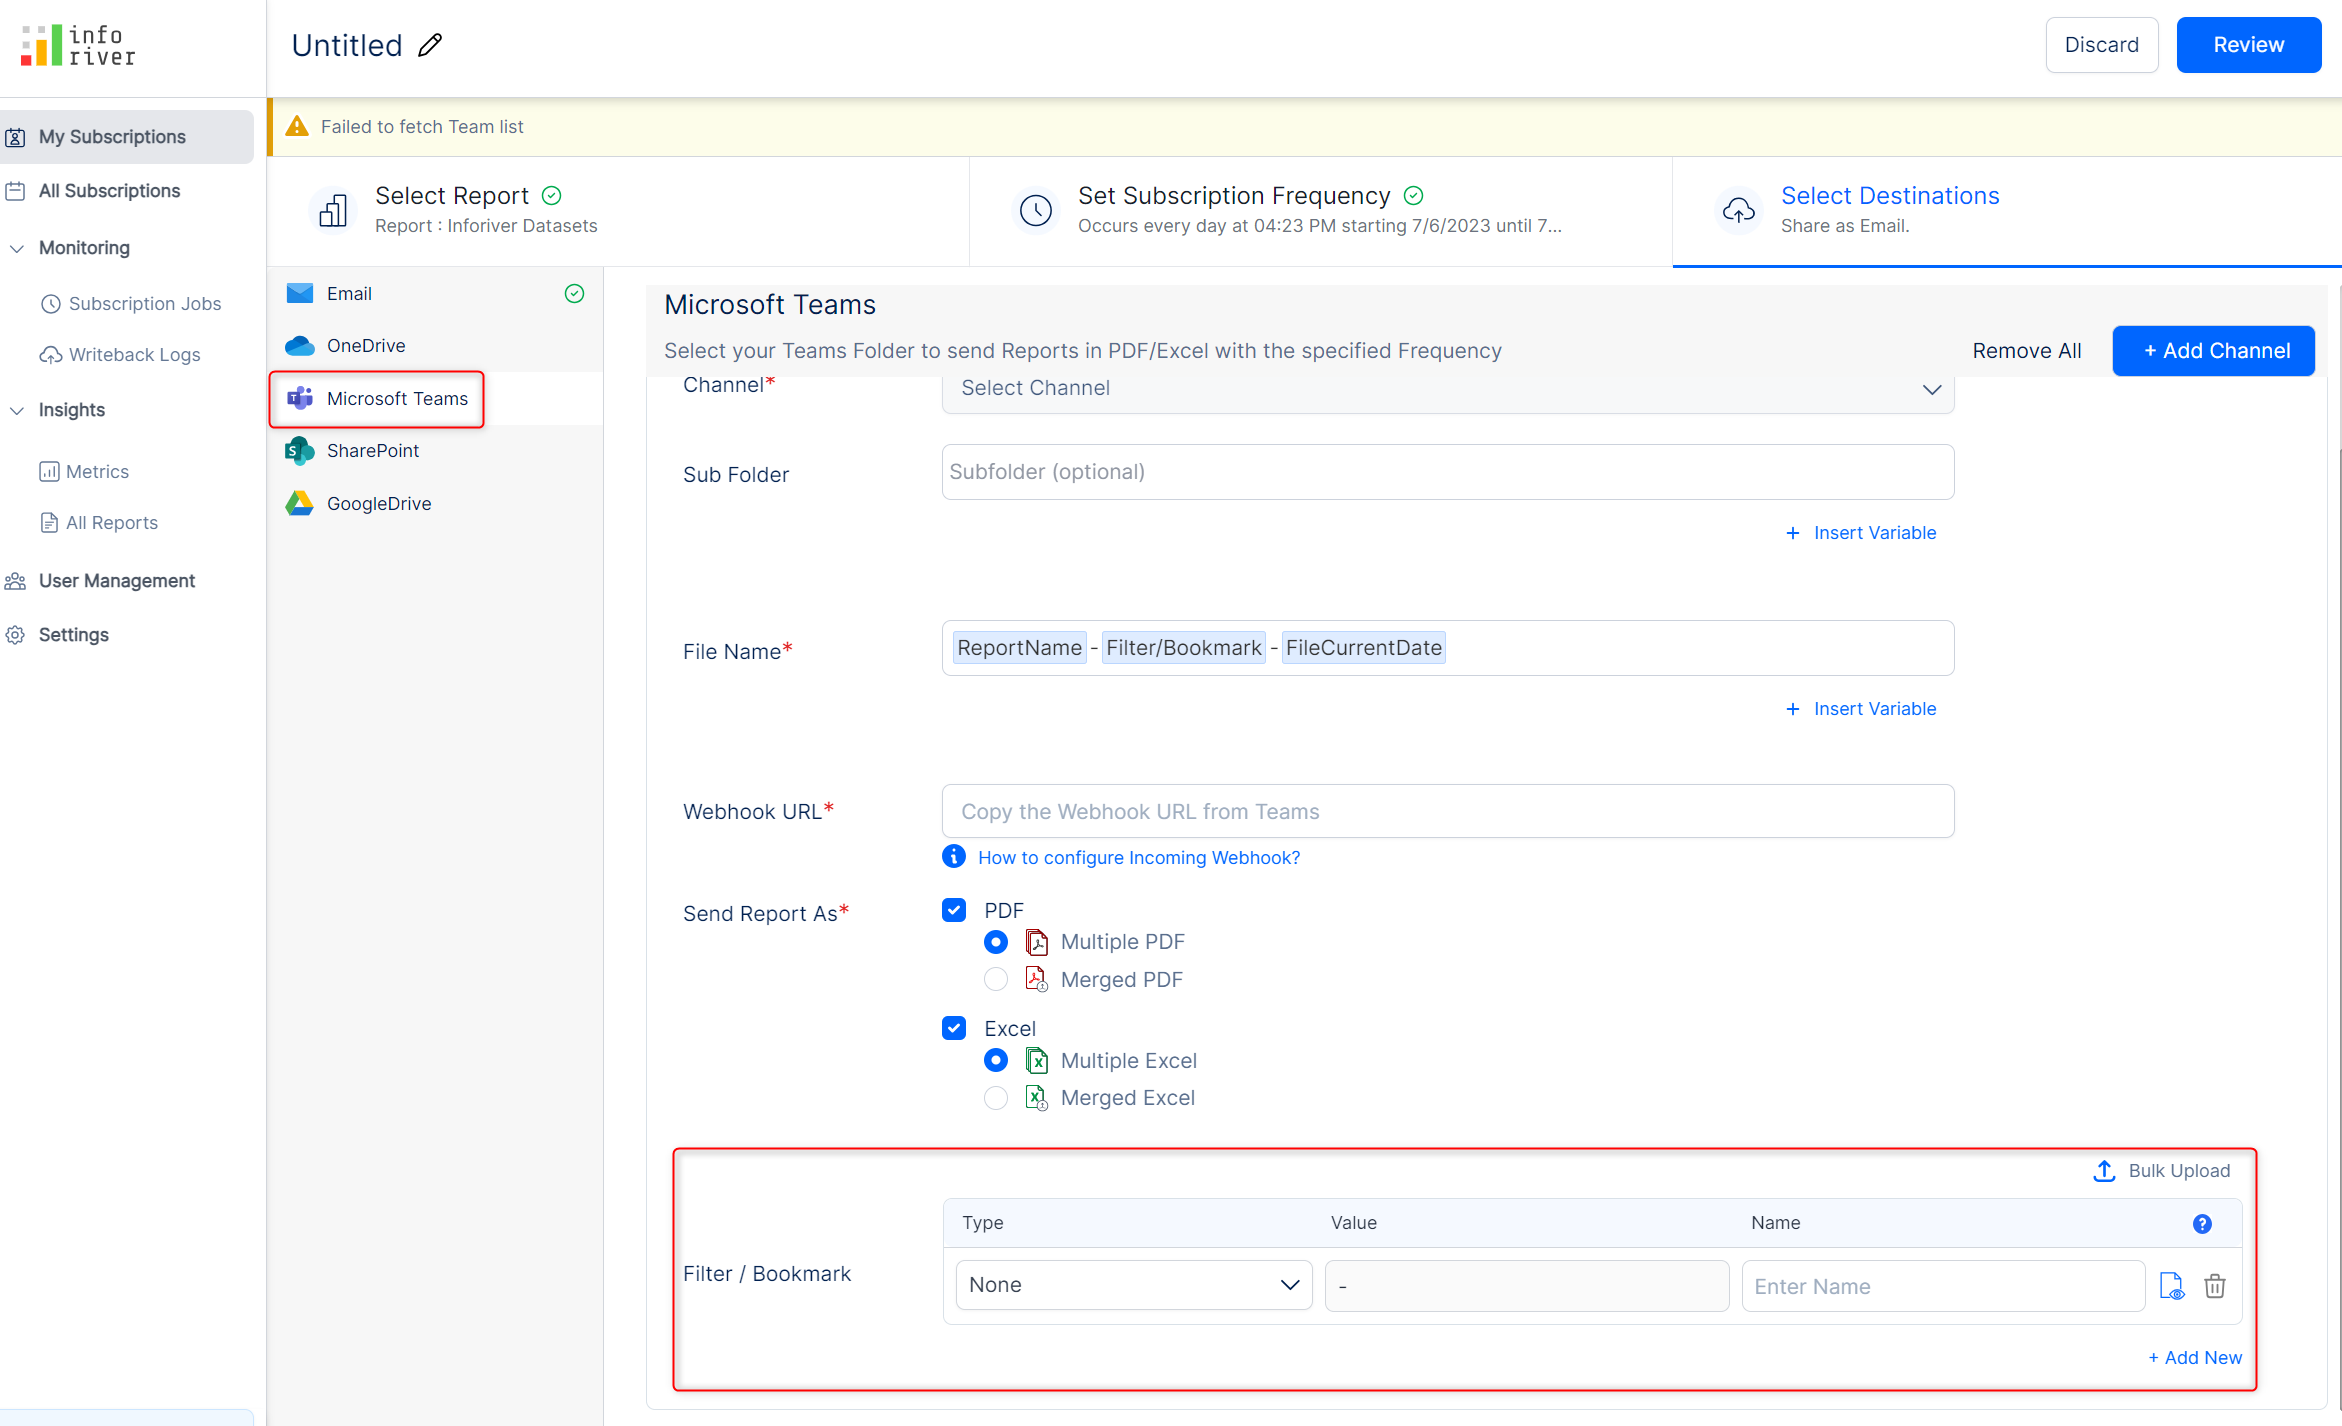 info
river
Untitled
Discard
Review
My Subscriptions
All Subscriptions
Monitoring
Subscription Jobs
Writeback Logs
Insights
Metrics
All Reports
User Management
Settings
Failed to fetch Team list
Select Report
Report : Inforiver Datasets
Set Subscription Frequency
Occurs every day at 04:23 PM starting 7/6/2023 until 7...
Select Destinations
Share as Email.
Email
OneDrive
Microsoft Teams
SharePoint
GoogleDrive
Microsoft Teams
Select your Teams Folder to send Reports in PDF/Excel with the specified Frequency
Remove All
+ Add Channel
Channel*
Select Channel
Sub Folder
Subfolder (optional)
+ Insert Variable
File Name*
ReportName - Filter/Bookmark - FileCurrentDate
+ Insert Variable
Webhook URL*
Copy the Webhook URL from Teams
How to configure Incoming Webhook?
Send Report As*
PDF
Multiple PDF
Merged PDF
Excel
Multiple Excel
Merged Excel
Bulk Upload
Type Value Name
Filter / Bookmark
None - Enter Name
+ Add New